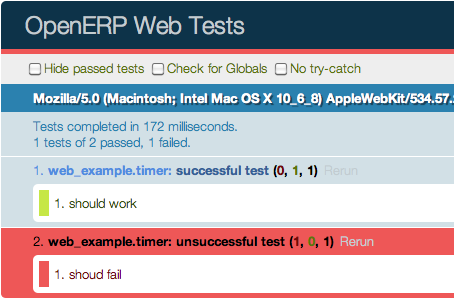 OpenERP Web Tests
Hide passed tests Check for Globals No try-catch
Mozilla/5.0 (Macintosh; Intel Mac OS X 10_6_8) AppleWebKit/534.57.
Tests completed in 172 milliseconds.
1 tests of 2 passed, 1 failed.
1. web_example.timer: successful test (0, 1, 1) Rerun
1. should work
2. web_example.timer: unsuccessful test (1, 0, 1) Rerun
1. shoud fail